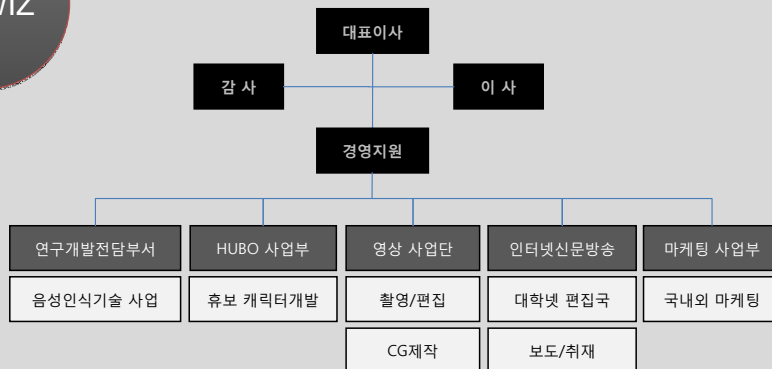 대표이사
감 사
이 사
경영지원
연구개발전담부서
HUBO 사업부
영상 사업단
인터넷신문방송
마케팅 사업부
음성인식기술 사업
휴보 캐릭터개발
촬영/편집
대학넷 편집국
국내외 마케팅
CG제작
보도/취재